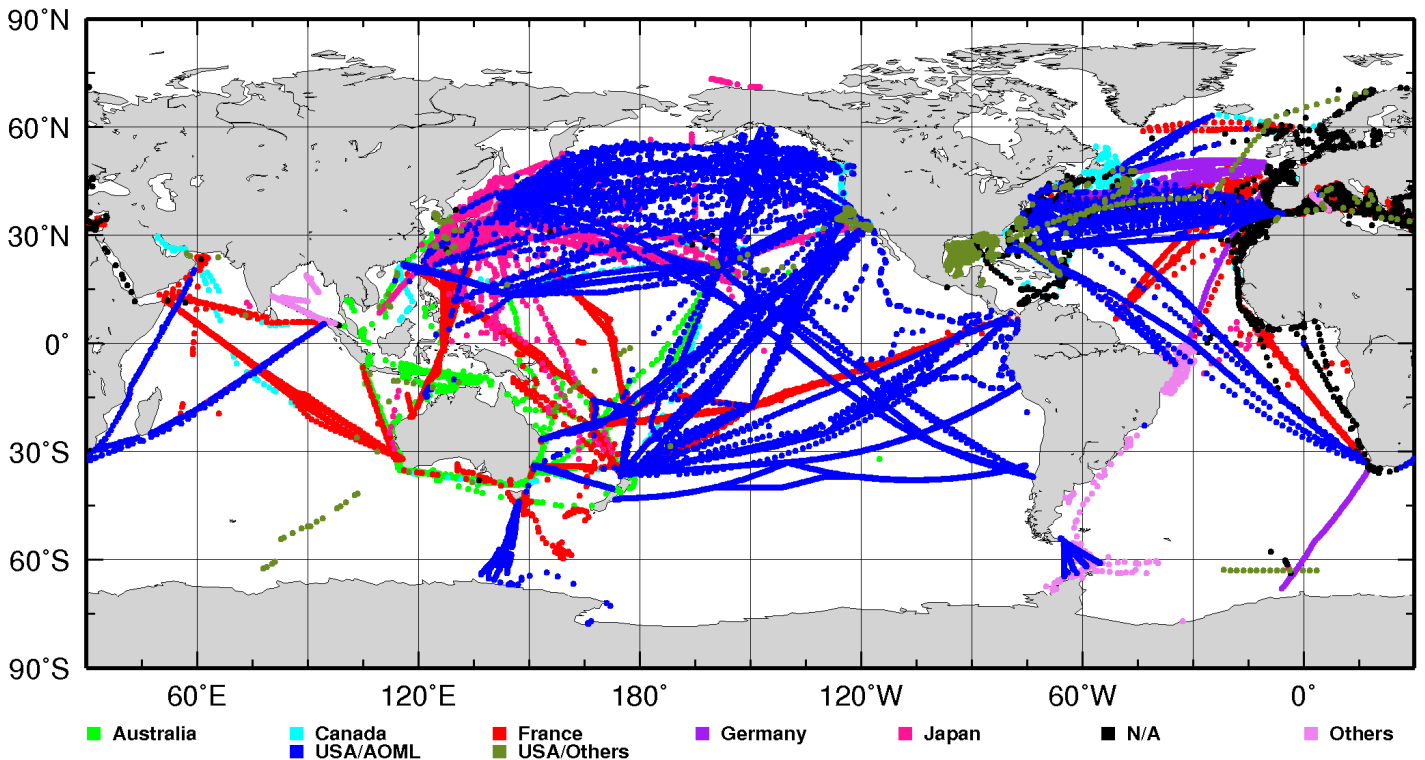 90°N
60°N
30°N
0°
30°S
60°S
90°S
60°E 120°E 180° 120°W 60°W 0°
Australia Canada France Germany Japan N/A Others
USA/AOML USA/Others